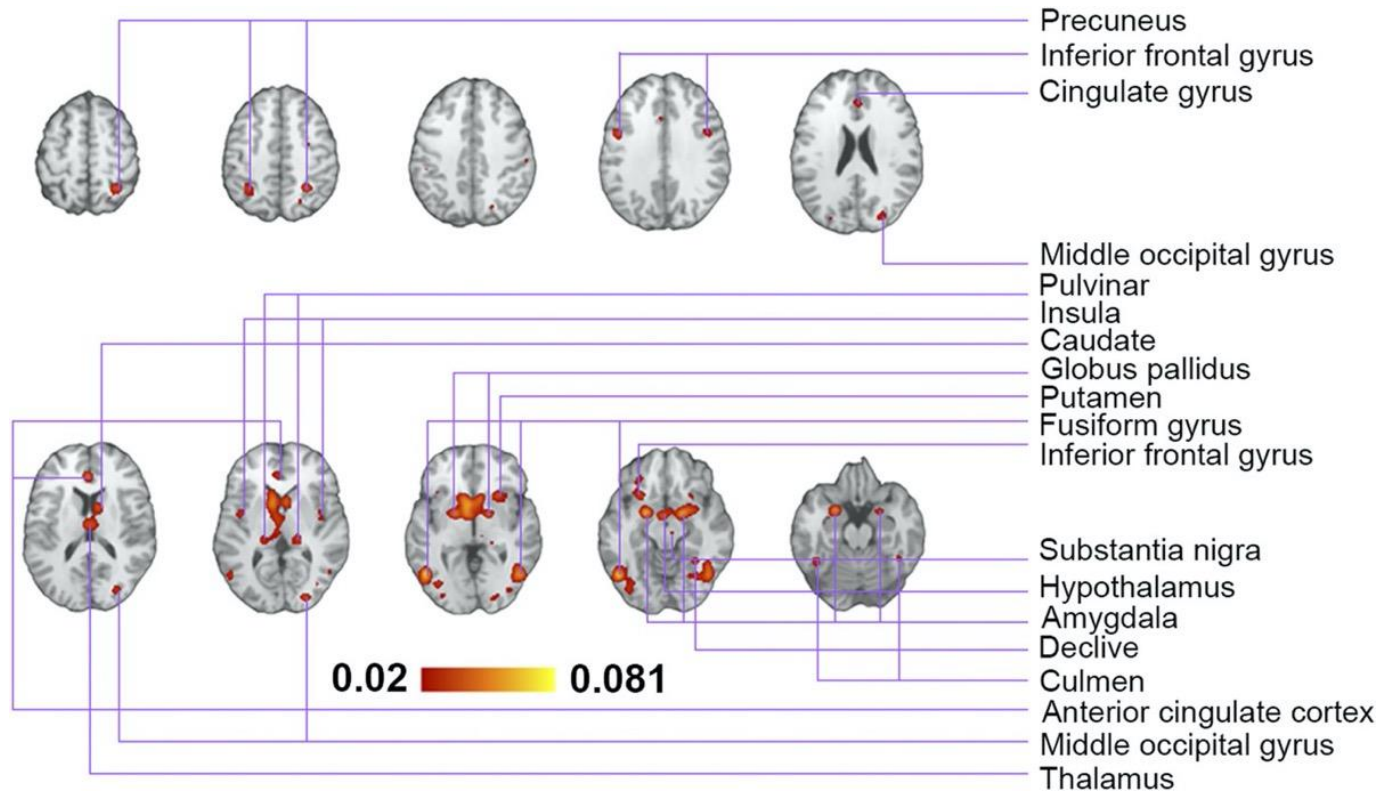 Precuneus
Inferior frontal gyrus
Cingulate gyrus
Middle occipital gyrus
Pulvinar
Insula
Caudate
Globus pallidus
Putamen
Fusiform gyrus
Inferior frontal gyrus
Substantia nigra
Hypothalamus
Amygdala
Declive
0.02 0.081
Culmen
Anterior cingulate cortex
Middle occipital gyrus
Thalamus